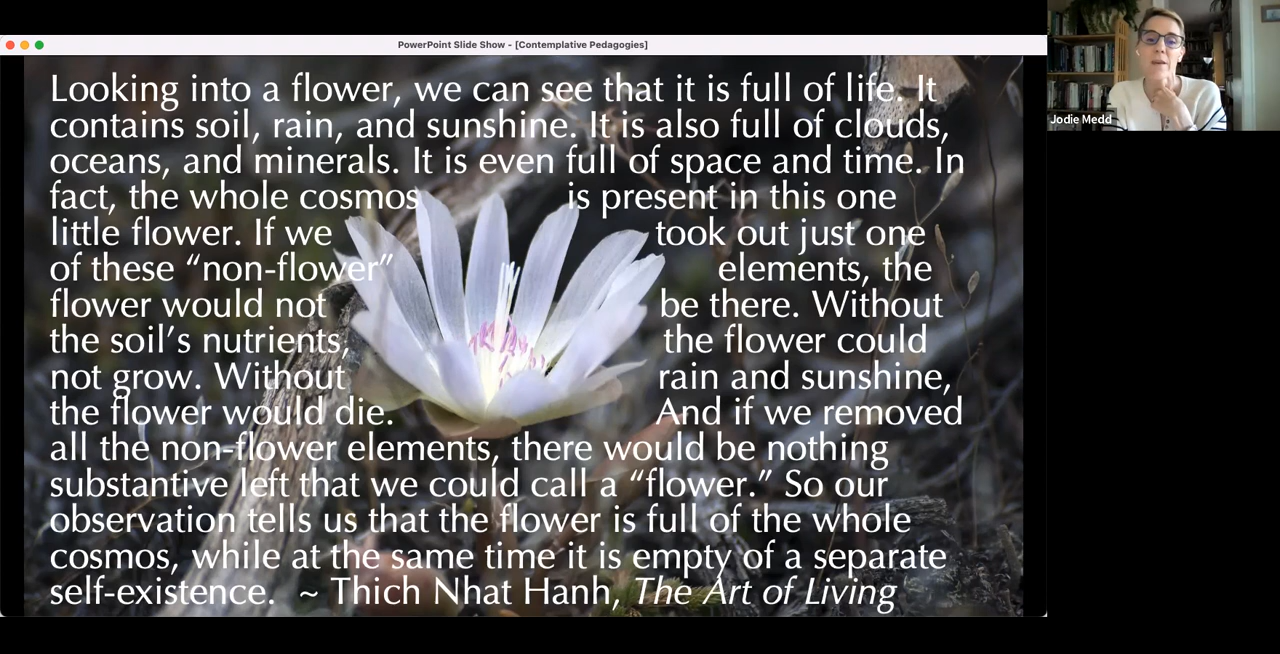 PowerPoint Slide Show - [Contemplative Pedagogies]
Looking into a flower, we can see that it is full of life. It
contains soil, rain, and sunshine. It is also full of clouds,
oceans, and minerals. It is even full of space and time. In
fact, the whole cosmos is present in this one
little flower. If we took out just one
of these “non-flower” elements, the
flower would not be there. Without
the soil’s nutrients, the flower could
not grow. Without rain and sunshine,
the flower would die. And if we removed
all the non-flower elements, there would be nothing
substantive left that we could call a “flower.” So our
observation tells us that the flower is full of the whole
cosmos, while at the same time it is empty of a separate
self-existence. ~ Thich Nhat Hanh, The Art of Living
Jodie Medd